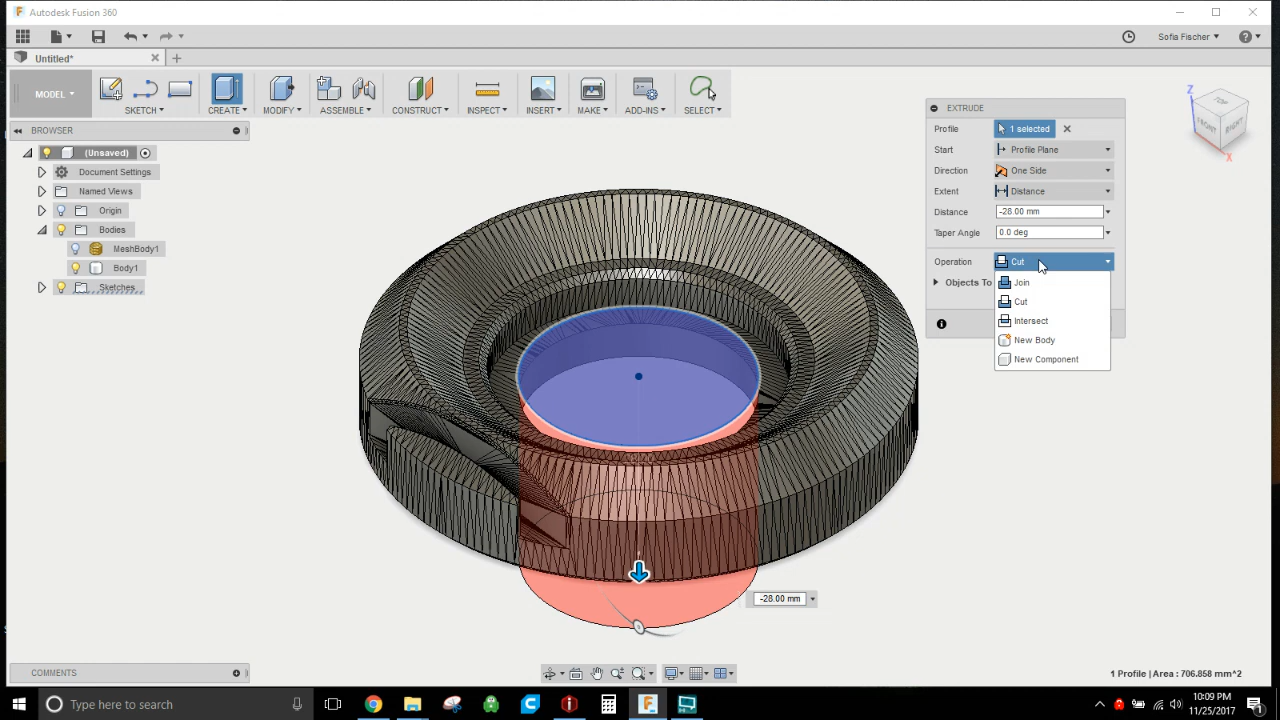 Autodesk Fusion 360
Sofia Fischer
Untitled*
MODEL
SKETCH
CREATE
MODIFY
ASSEMBLE
CONSTRUCT
INSPECT
INSERT
MAKE
ADD-INS
SELECT
BROWSER
(Unsaved)
Document Settings
Named Views
Origin
Bodies
MeshBody1
Body1
Sketches
EXTRUDE
Profile 1 selected
Start Profile Plane
Direction One Side
Extent Distance
Distance -28.00 mm
Taper Angle 0.0 deg
Operation Cut
Objects To
Join
Cut
Intersect
New Body
New Component
TOP
FRONT
RIGHT
Z
X
-28.00 mm
COMMENTS
1 Profile | Area : 706.858 mm^2
Type here to search
10:09 PM
11/25/2017
1